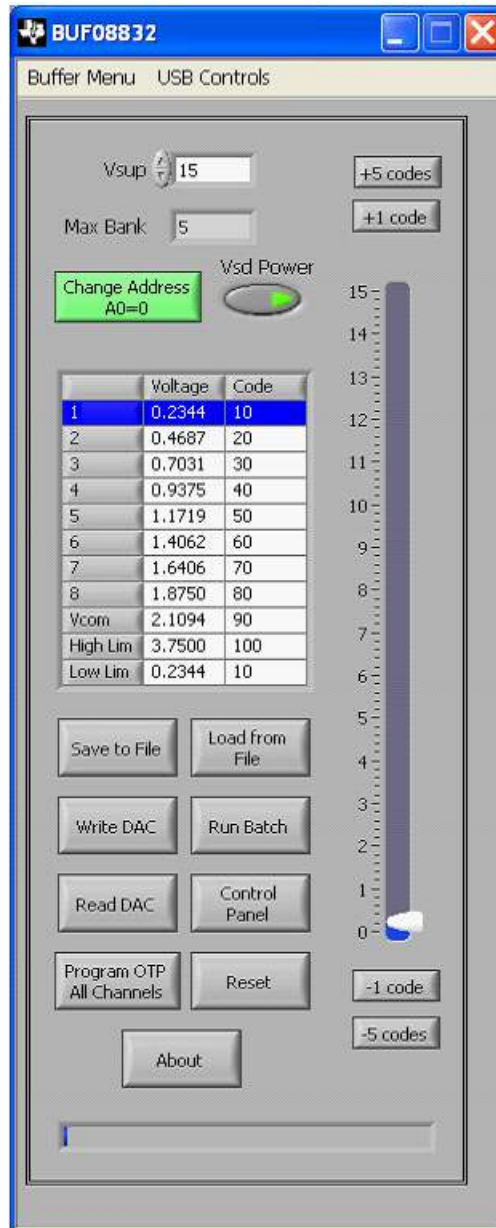 BUF08832
Buffer Menu USB Controls
Vsup 15
+5 codes
Max Bank 5
+1 code
Change Address
A0=0
Vsd Power
Voltage Code
1 0.2344 10
2 0.4687 20
3 0.7031 30
4 0.9375 40
5 1.1719 50
6 1.4062 60
7 1.6406 70
8 1.8750 80
Vcom 2.1094 90
High Lim 3.7500 100
Low Lim 0.2344 10
15
14
13
12
11
10
9
8
7
6
5
4
3
2
1
0
Save to File
Load from
File
Write DAC
Run Batch
Read DAC
Control
Panel
Program OTP
All Channels
Reset
-1 code
-5 codes
About